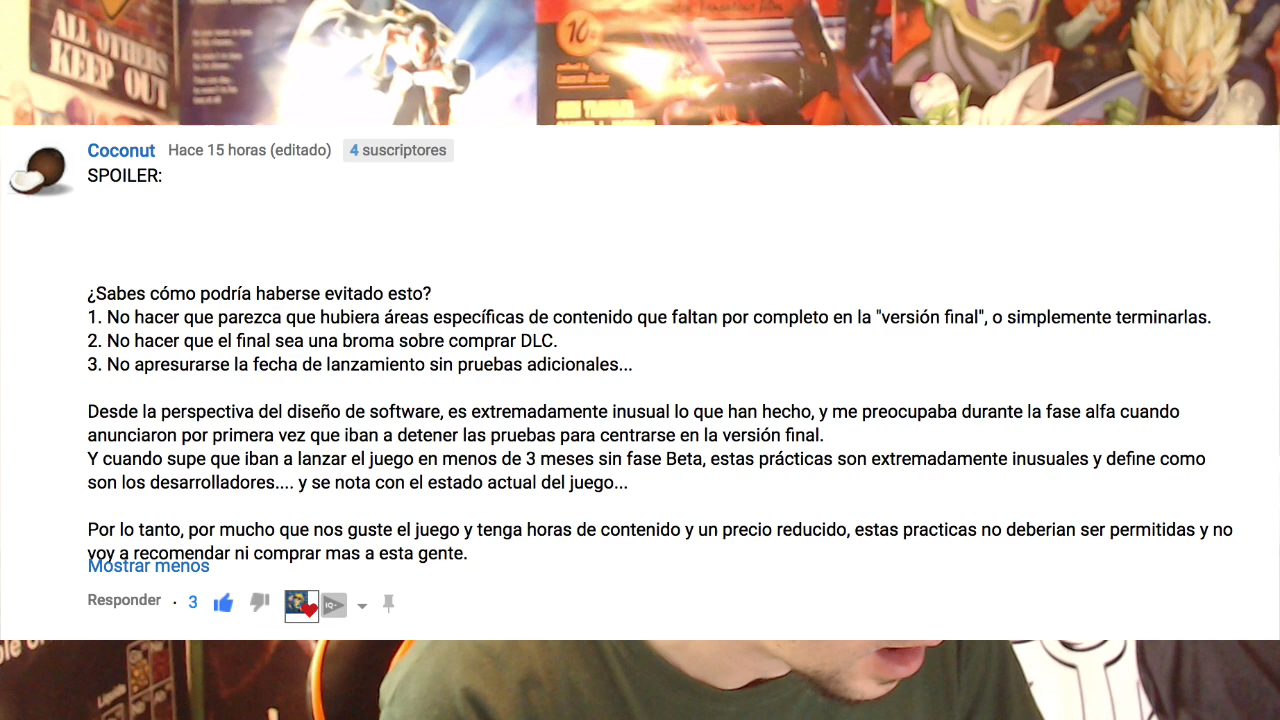 ALL OTHERS
KEEP OUT
10
Coconut Hace 15 horas (editado) 4 suscriptores
SPOILER:
¿Sabes cómo podría haberse evitado esto?
1. No hacer que parezca que hubiera áreas específicas de contenido que faltan por completo en la "versión final", o simplemente terminarlas.
2. No hacer que el final sea una broma sobre comprar DLC.
3. No apresurarse la fecha de lanzamiento sin pruebas adicionales...
Desde la perspectiva del diseño de software, es extremadamente inusual lo que han hecho, y me preocupaba durante la fase alfa cuando
anunciaron por primera vez que iban a detener las pruebas para centrarse en la versión final.
Y cuando supe que iban a lanzar el juego en menos de 3 meses sin fase Beta, estas prácticas son extremadamente inusuales y define como
son los desarrolladores.... y se nota con el estado actual del juego...
Por lo tanto, por mucho que nos guste el juego y tenga horas de contenido y un precio reducido, estas practicas no deberian ser permitidas y no
voy a recomendar ni comprar mas a esta gente.
Mostrar menos
Responder · 3
IQ